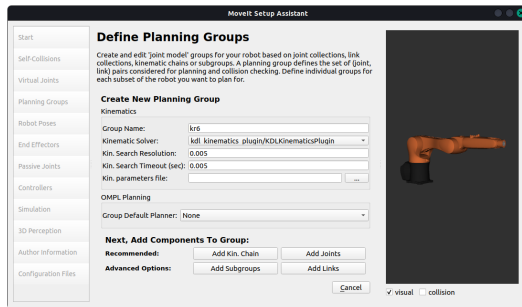 MoveIt Setup Assistant
Start
Self-Collisions
Virtual Joints
Planning Groups
Robot Poses
End Effectors
Passive Joints
Controllers
Simulation
3D Perception
Author Information
Configuration Files
Define Planning Groups
Create and edit 'joint model' groups for your robot based on joint collections, link
collections, kinematic chains or subgroups. A planning group defines the set of (joint,
link) pairs considered for planning and collision checking. Define individual groups for
each subset of the robot you want to plan for.
Create New Planning Group
Kinematics
Group Name: kr6
Kinematic Solver: kdl_kinematics_plugin/KDLKinematicsPlugin
Kin. Search Resolution: 0.005
Kin. Search Timeout (sec): 0.005
Kin. parameters file: ...
OMPL Planning
Group Default Planner: None
Next, Add Components To Group:
Recommended: Add Kin. Chain Add Joints
Advanced Options: Add Subgroups Add Links
Cancel
visual collision